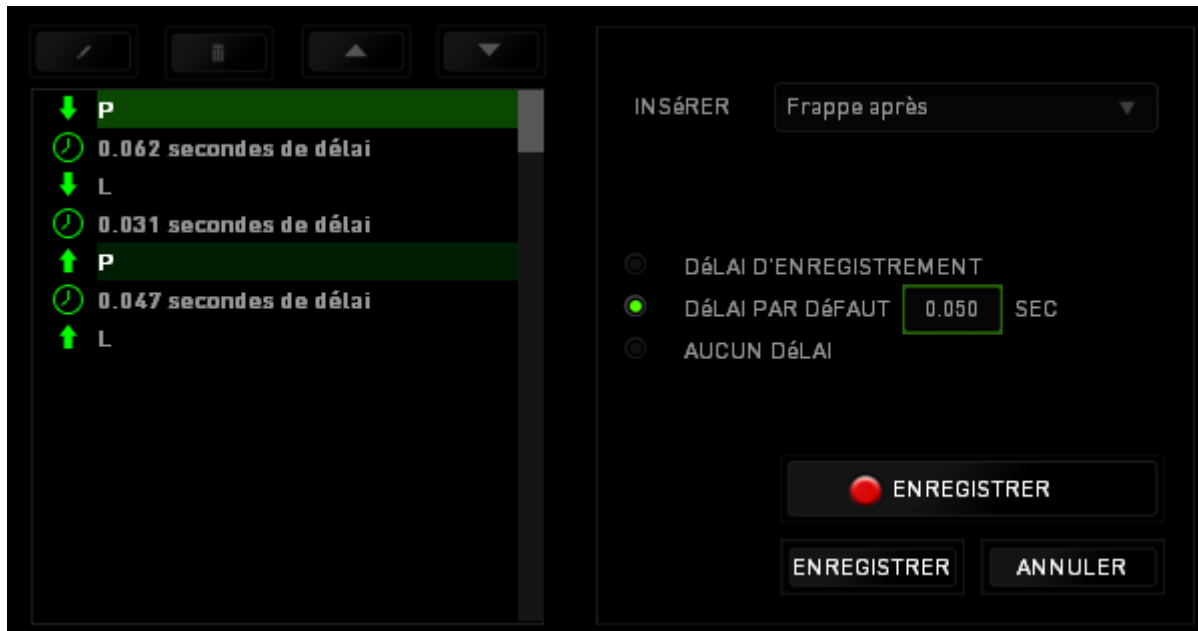 P
0.062 secondes de délai
L
0.031 secondes de délai
P
0.047 secondes de délai
L
INSéRER
Frappe après
DéLAI D'ENREGISTREMENT
DéLAI PAR DéFAUT 0.050 SEC
AUCUN DéLAI
ENREGISTRER
ENREGISTRER ANNULER